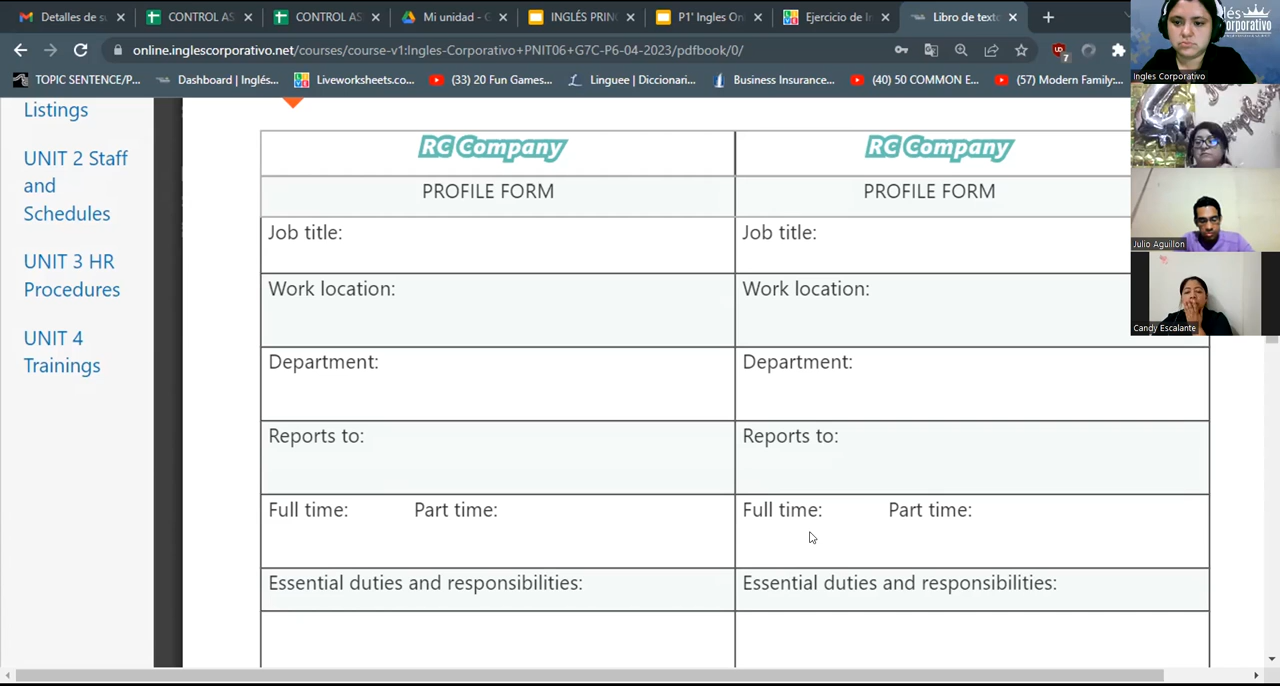 Detalles de su
CONTROL AS
CONTROL AS
Mi unidad - G
INGLÉS PRIN
P1' Ingles On
Ejercicio de I
Libro de texto
online.inglescorporativo.net/courses/course-v1:Ingles-Corporativo+PNIT06+G7C-P6-04-2023/pdfbook/0/
7
TOPIC SENTENCE/P...
Dashboard | Inglés...
Liveworksheets.co...
(33) 20 Fun Games...
Linguee | Diccionari...
Business Insurance...
(40) 50 COMMON E...
(57) Modern Family:...
Ingles Corporativo
Julio Aguillon
Candy Escalante
Listings
UNIT 2 Staff
and
Schedules
UNIT 3 HR
Procedures
UNIT 4
Trainings
RC Company
PROFILE FORM
Job title:
Work location:
Department:
Reports to:
Full time: Part time:
Essential duties and responsibilities:
RC Company
PROFILE FORM
Job title:
Work location:
Department:
Reports to:
Full time: Part time:
Essential duties and responsibilities: